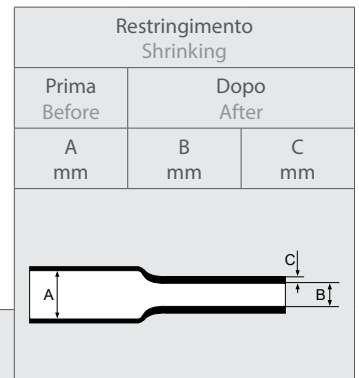 Restringimento
Shrinking
Prima Dopo
Before After
A B C
mm mm mm
C
A B